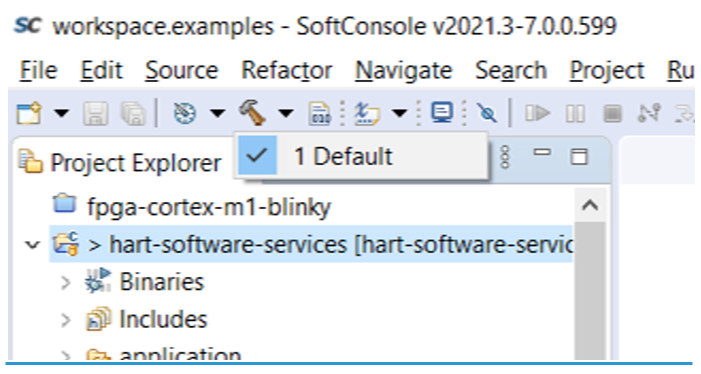 SC workspace.examples - SoftConsole v2021.3-7.0.0.599
File Edit Source Refactor Navigate Search Project Ru
010
Project Explorer
1 Default
fpga-cortex-m1-blinky
> hart-software-services [hart-software-servic
Binaries
Includes
application